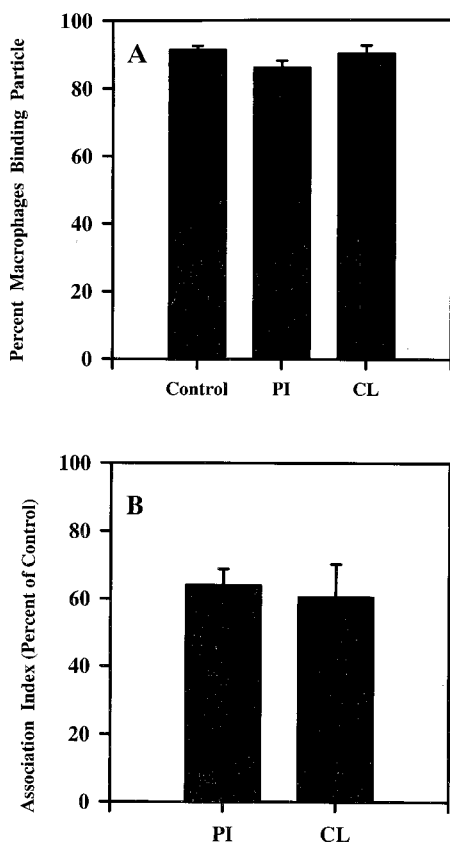 A
Percent Macrophages Binding Particle
100
80
60
40
20
0
Control PI CL
B
Association Index (Percent of Control)
100
80
60
40
20
0
PI CL